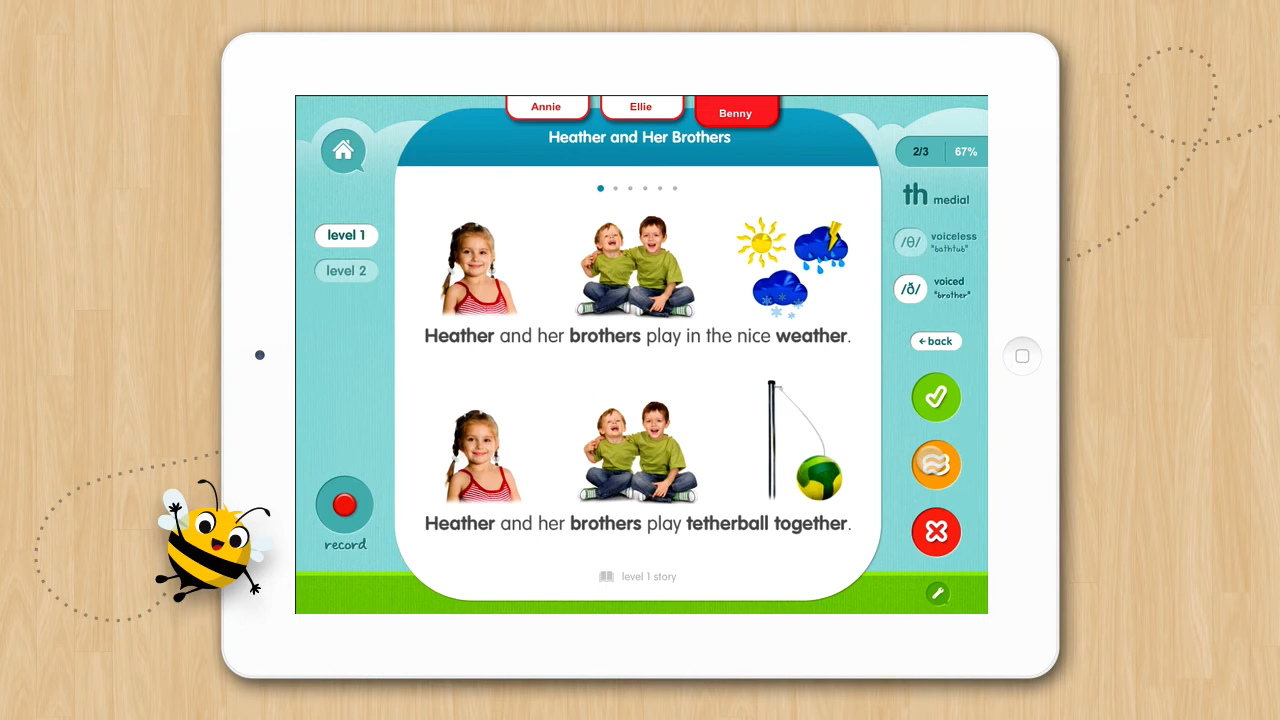 Annie
Ellie
Benny
Heather and Her Brothers
2/3
67%
th medial
level 1
level 2
/θ/ voiceless
"bathtub"
/ð/ voiced
"brother"
back
Heather and her brothers play in the nice weather.
Heather and her brothers play tetherball together.
record
level 1 story